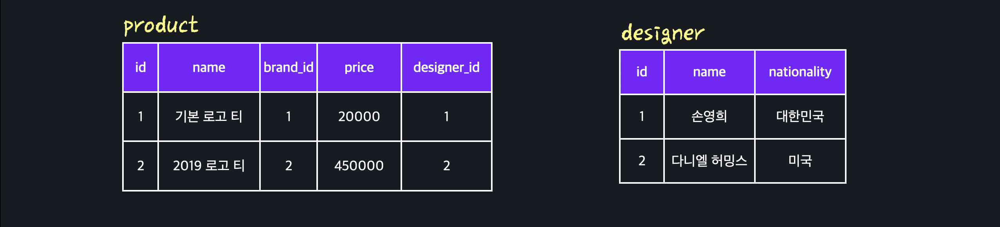 product
id name brand_id price designer_id
1 기본 로고 티 1 20000 1
2 2019 로고 티 2 450000 2
designer
id name nationality
1 손영희 대한민국
2 다니엘 허밍스 미국